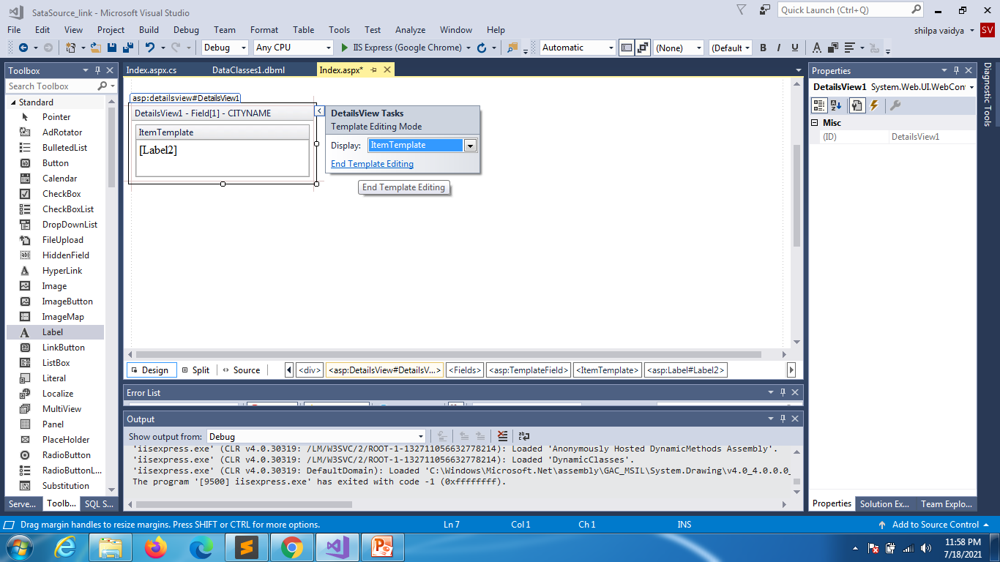 SataSource_link - Microsoft Visual Studio
Quick Launch (Ctrl+Q)
File Edit View Project Build Debug Team Format Table Tools Test Analyze Window Help
shilpa vaidya SV
Debug Any CPU IIS Express (Google Chrome) Automatic (None) (Default B I U A
Toolbox
Search Toolbox
Standard
Pointer
AdRotator
BulletedList
Button
Calendar
CheckBox
CheckBoxList
DropDownList
FileUpload
HiddenField
HyperLink
Image
ImageButton
ImageMap
A Label
LinkButton
ListBox
Literal
Localize
MultiView
Panel
PlaceHolder
RadioButton
RadioButtonL...
Substitution
Serve... Toolb... SQL S...
Index.aspx.cs DataClasses1.dbml Index.aspx*
asp:detailsview#DetailsView1
DetailsView1 - Field[1] - CITYNAME
ItemTemplate
[Label2]
DetailsView Tasks
Template Editing Mode
Display: ItemTemplate
End Template Editing
End Template Editing
Design Split Source <div> <asp:DetailsView#DetailsV...> <Fields> <asp:TemplateField> <ItemTemplate> <asp:Label#Label2>
Error List
Output
Show output from: Debug
'iisexpress.exe' (CLR v4.0.30319: /LM/W3SVC/2/ROOT-1-132711056632778214): Loaded 'Anonymously Hosted DynamicMethods Assembly'.
'iisexpress.exe' (CLR v4.0.30319: /LM/W3SVC/2/ROOT-1-132711056632778214): Loaded 'DynamicClasses'.
'iisexpress.exe' (CLR v4.0.30319: DefaultDomain): Loaded 'C:\Windows\Microsoft.Net\assembly\GAC_MSIL\System.Drawing\v4.0_4.0.0.0_
The program '[9500] iisexpress.exe' has exited with code -1 (0xffffffff).
Properties
DetailsView1 System.Web.UI.WebCont
Misc
(ID) DetailsView1
Properties Solution Ex... Team Explo...
Diagnostic Tools
Drag margin handles to resize margins. Press SHIFT or CTRL for more options. Ln 7 Col 1 Ch 1 INS Add to Source Control
11:58 PM
7/18/2021